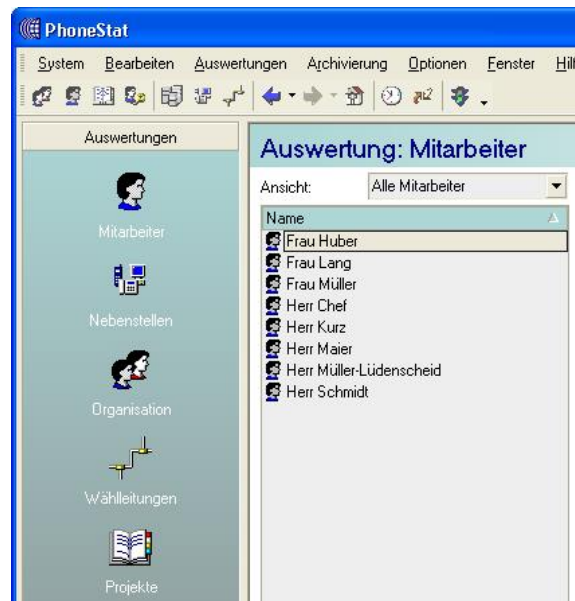 PhoneStat
System Bearbeiten Auswertungen Archivierung Optionen Fenster
Auswertungen
Mitarbeiter
Nebenstellen
Organisation
Wählleitungen
Projekte
Auswertung: Mitarbeiter
Ansicht: Alle Mitarbeiter
Name
Frau Huber
Frau Lang
Frau Müller
Herr Chef
Herr Kurz
Herr Maier
Herr Müller-Lüdenscheid
Herr Schmidt